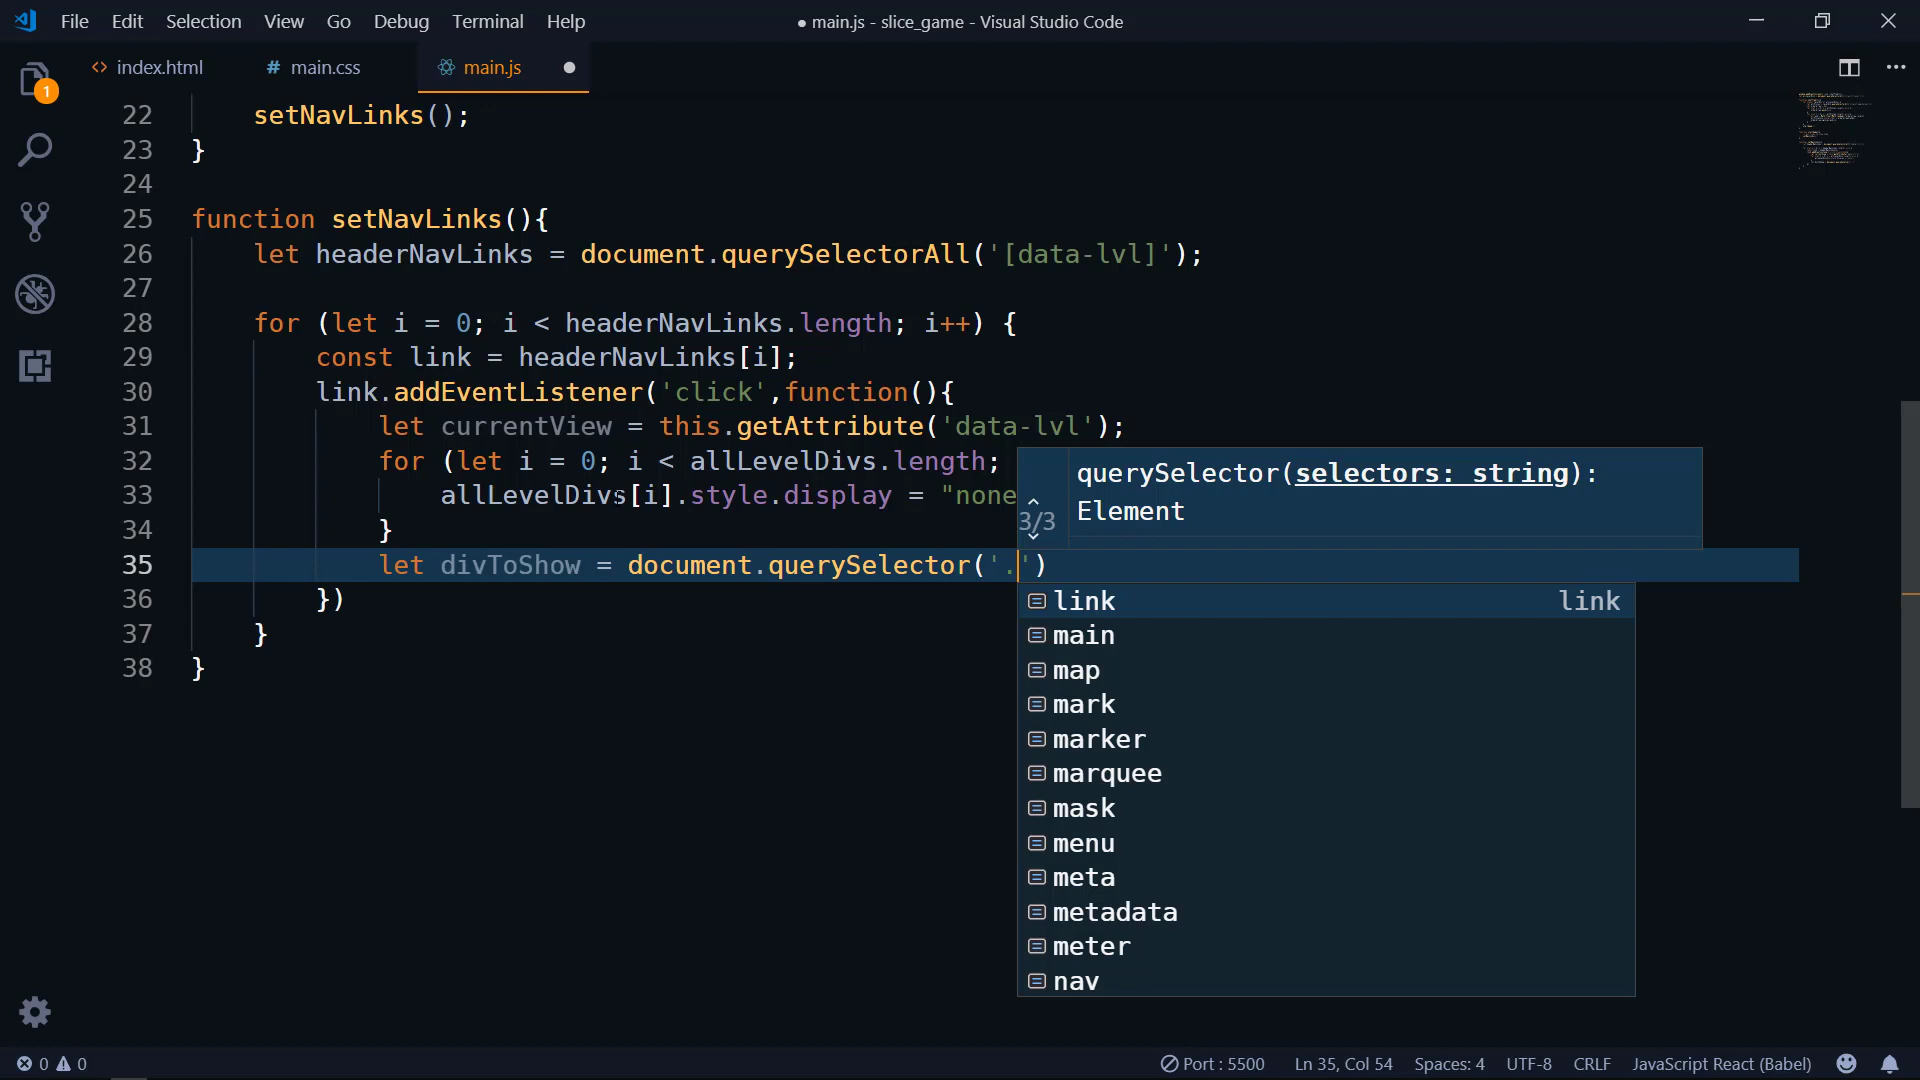 File Edit Selection View Go Debug Terminal Help
● main.js - slice_game - Visual Studio Code
1
<> index.html
# main.css
main.js ●
22 setNavLinks();
23 }
24
25 function setNavLinks(){
26 let headerNavLinks = document.querySelectorAll('[data-lvl]');
27
28 for (let i = 0; i < headerNavLinks.length; i++) {
29 const link = headerNavLinks[i];
30 link.addEventListener('click',function(){
31 let currentView = this.getAttribute('data-lvl');
32 for (let i = 0; i < allLevelDivs.length;
33 allLevelDivs[i].style.display = "none
34 }
35 let divToShow = document.querySelector('.')
36 })
37 }
38 }
3/3
querySelector(selectors: string):
Element
link link
main
map
mark
marker
marquee
mask
menu
meta
metadata
meter
nav
0 0 Port : 5500 Ln 35, Col 54 Spaces: 4 UTF-8 CRLF JavaScript React (Babel)